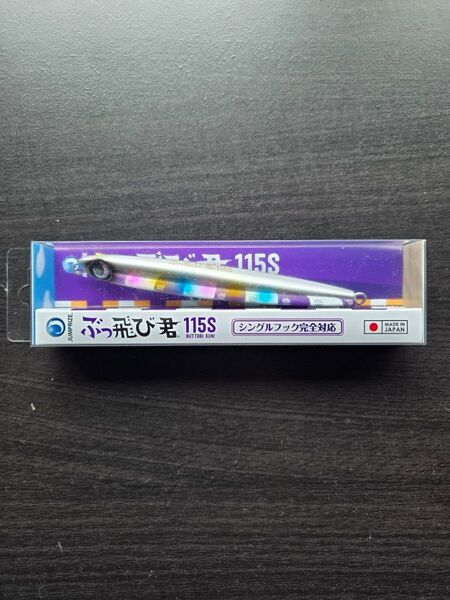 115S
JUMPRIZE
ぶっ飛び君 115S
BUTTOBI KUN!
シングルフック完全対応
MADE IN
JAPAN